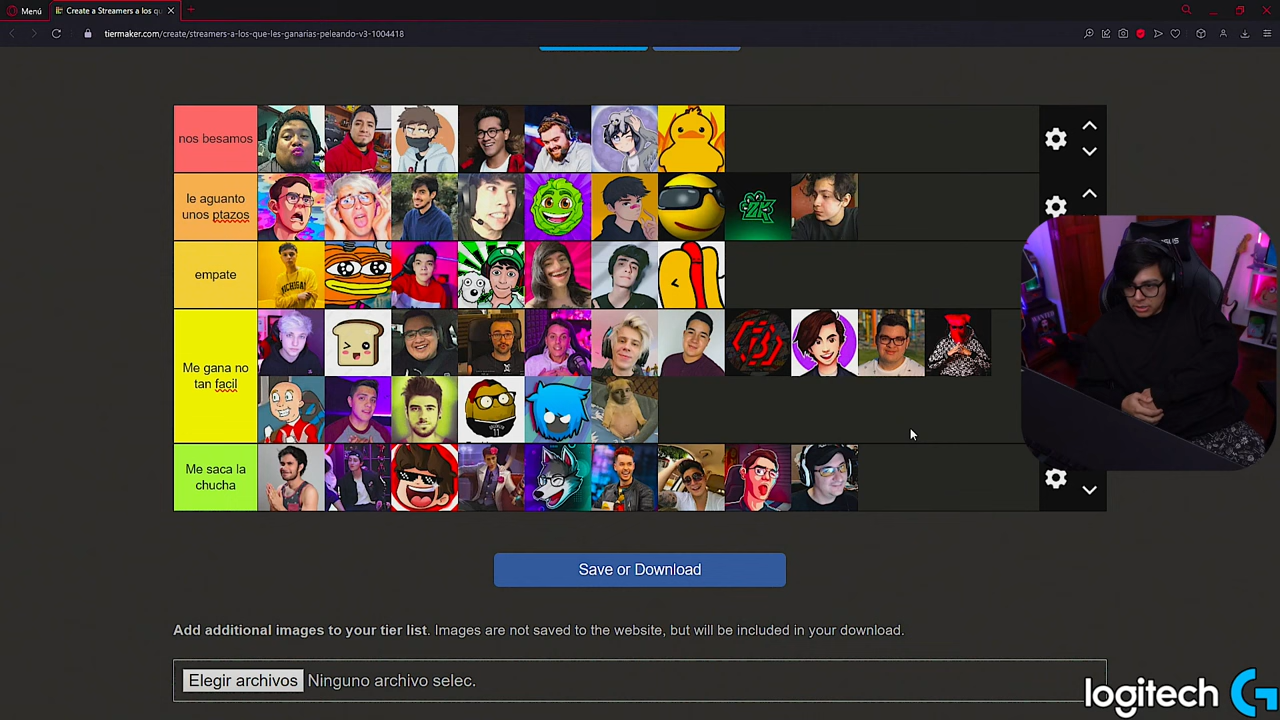 Menú
Create a Streamers a los qu
tiermaker.com/create/streamers-a-los-que-les-ganarias-peleando-v3-1004418
nos besamos
le aguanto
unos ptazos
ZK
empate
MICHIGAN
Me gana no
tan facil
Me saca la
chucha
Save or Download
Add additional images to your tier list. Images are not saved to the website, but will be included in your download.
Elegir archivos Ninguno archivo selec.
logitech G